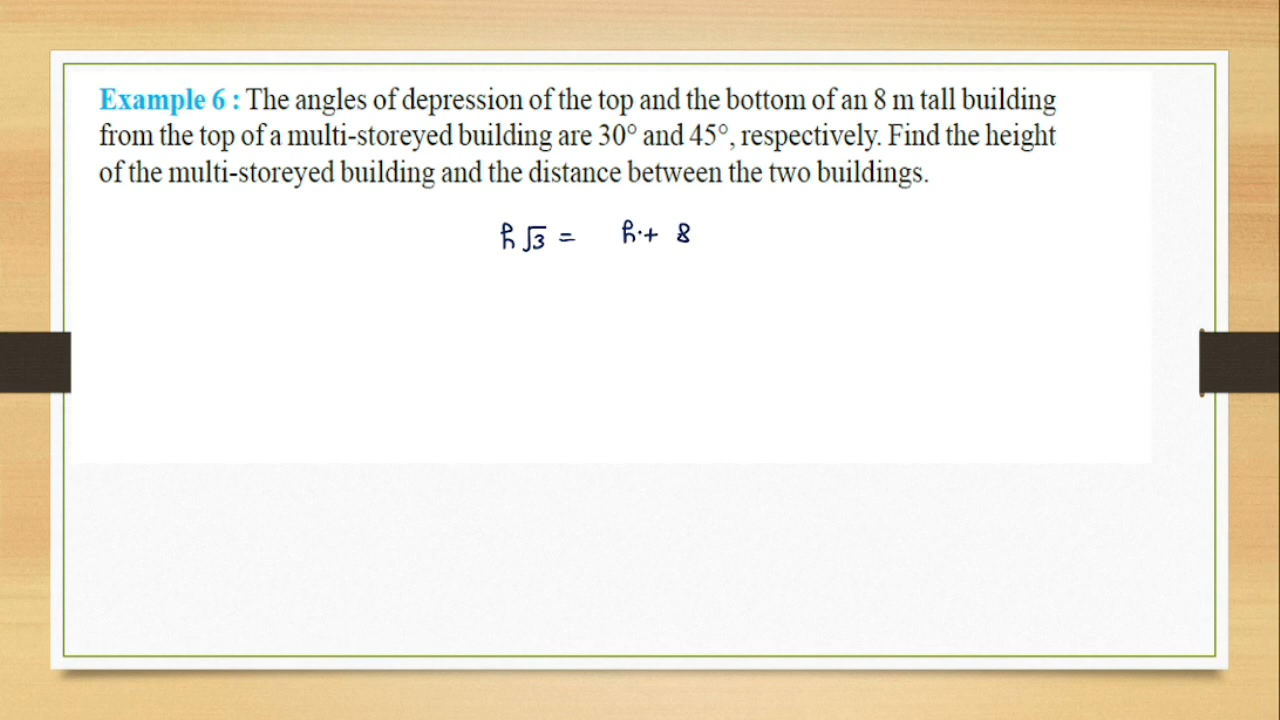 Example 6 : The angles of depression of the top and the bottom of an 8 m tall building
from the top of a multi-storeyed building are 30° and 45°, respectively. Find the height
of the multi-storeyed building and the distance between the two buildings.
h√3 = h + 8